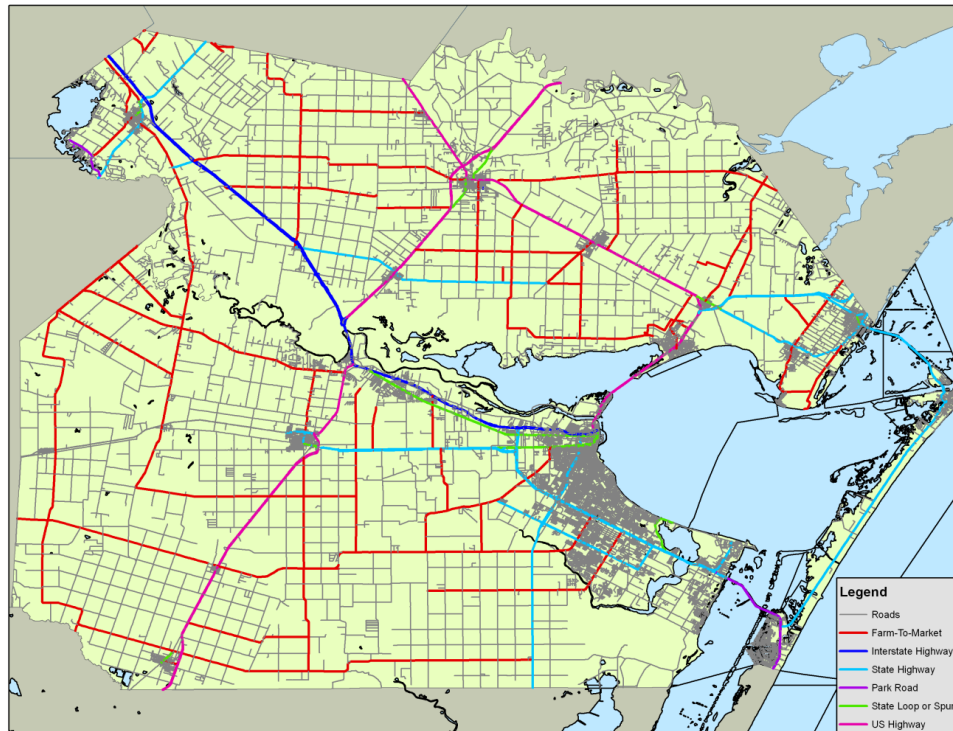 Legend
Roads
Farm-To-Market
Interstate Highway
State Highway
Park Road
State Loop or Spur
US Highway